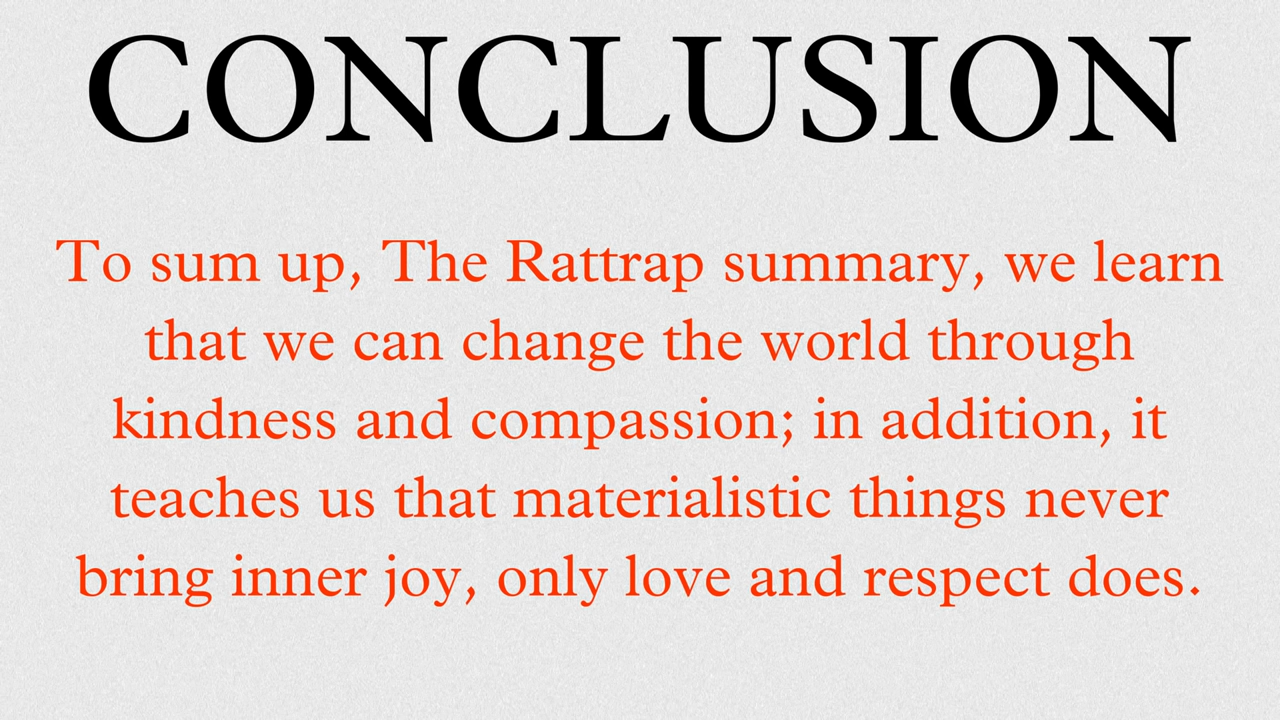 CONCLUSION
To sum up, The Rattrap summary, we learn
that we can change the world through
kindness and compassion; in addition, it
teaches us that materialistic things never
bring inner joy, only love and respect does.